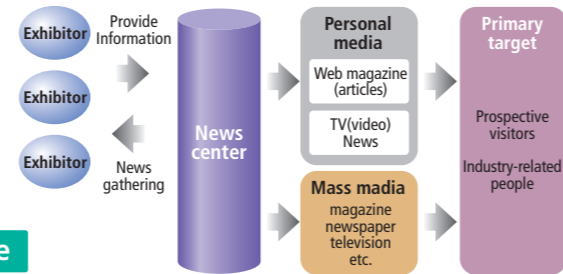 Exhibitor
Exhibitor
Exhibitor
Provide
Information
News
gathering
News
center
Personal
media
Web magazine
(articles)
TV(video)
News
Mass madia
magazine
newspaper
television
etc.
Primary
target
Prospective
visitors
Industry-related
people